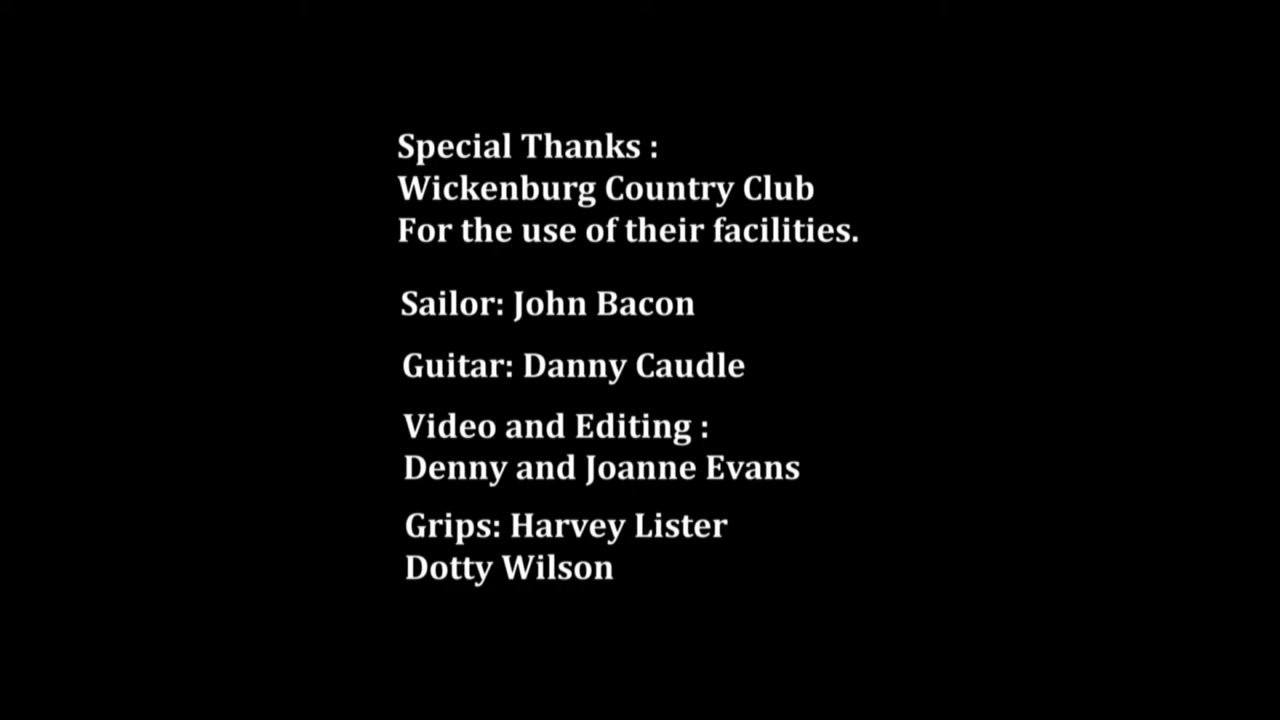 Special Thanks :
Wickenburg Country Club
For the use of their facilities.
Sailor: John Bacon
Guitar: Danny Caudle
Video and Editing :
Denny and Joanne Evans
Grips: Harvey Lister
Dotty Wilson